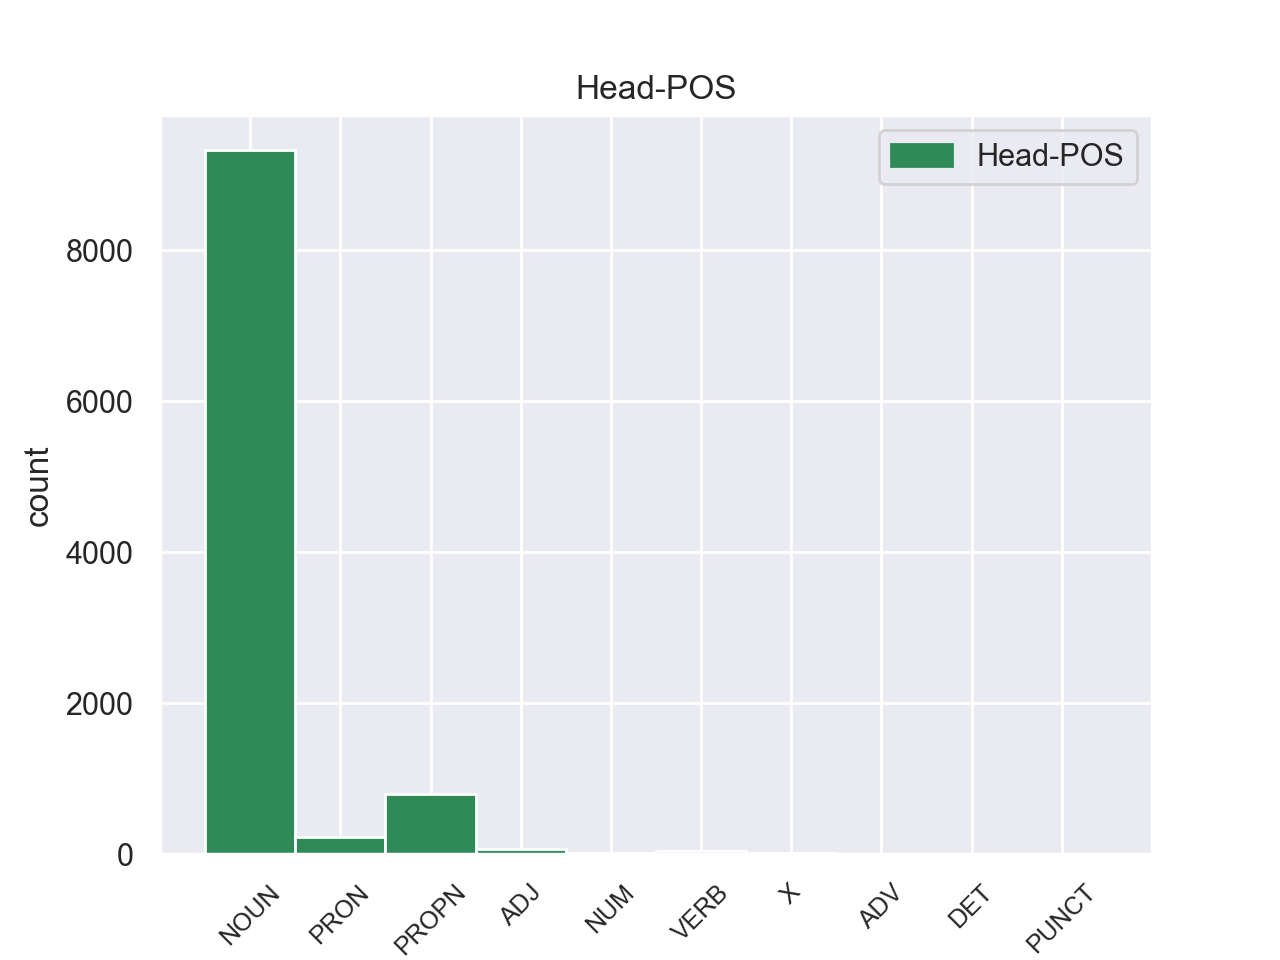 Head-POS
Head-POS
count
8000
6000
4000
2000
0
NOUN
PRON
PROPN
ADJ
NUM
VERB
X
ADV
DET
PUNCT